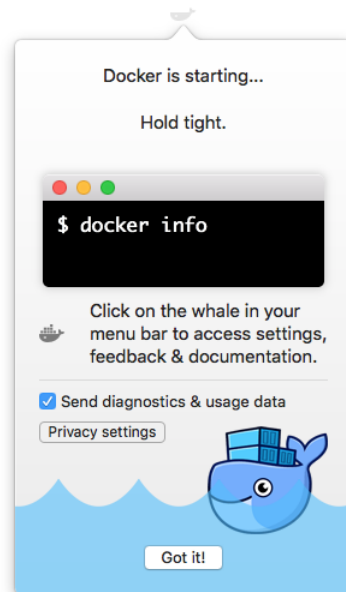 Docker is starting...
Hold tight.
$ docker info
Click on the whale in your
menu bar to access settings,
feedback & documentation.
Send diagnostics & usage data
Privacy settings
Got it!